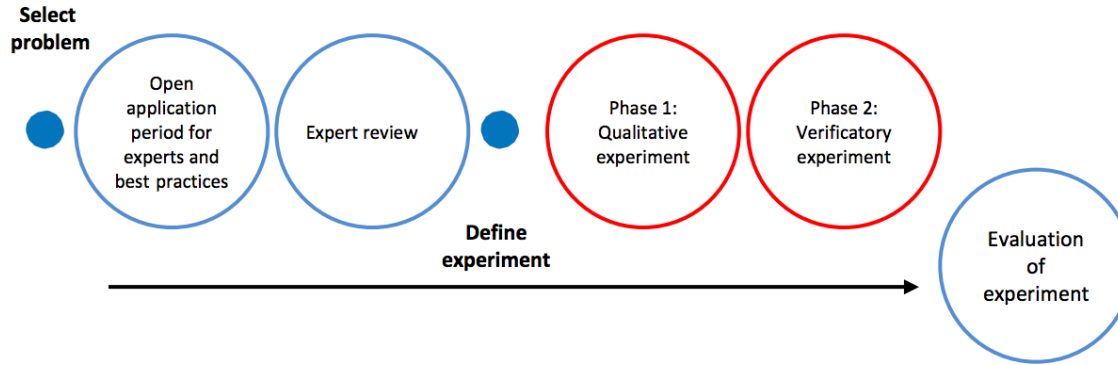 Select
problem
Open
application
period for
experts and
best practices
Expert review
Define
experiment
Phase 1:
Qualitative
experiment
Phase 2:
Verificatory
experiment
Evaluation
of
experiment